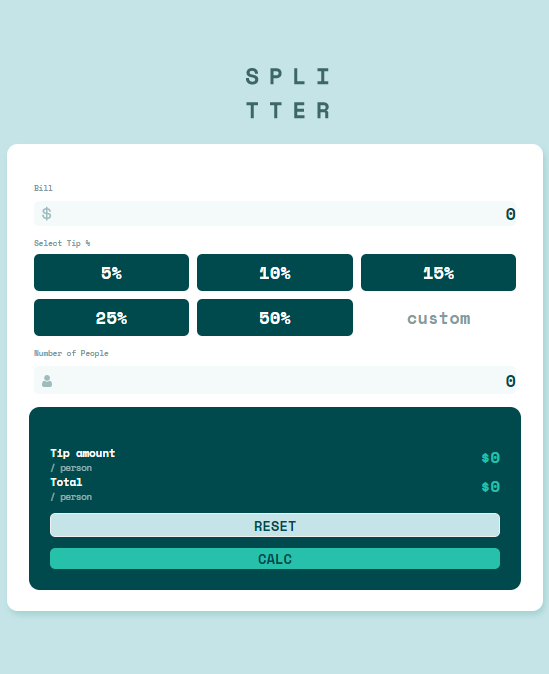 SPLI
TTER
Bill
$ 0
Select Tip %
5% 10% 15%
25% 50% custom
Number of People
0
Tip amount
/ person
$0
Total
/ person
$0
RESET
CALC